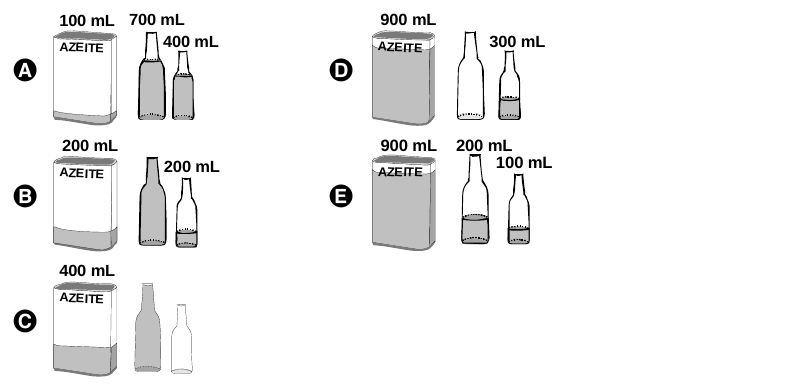 100 mL 700 mL
400 mL
AZEITE
A
200 mL
200 mL
AZEITE
B
400 mL
AZEITE
C
900 mL
300 mL
AZEITE
D
900 mL 200 mL
100 mL
AZEITE
E